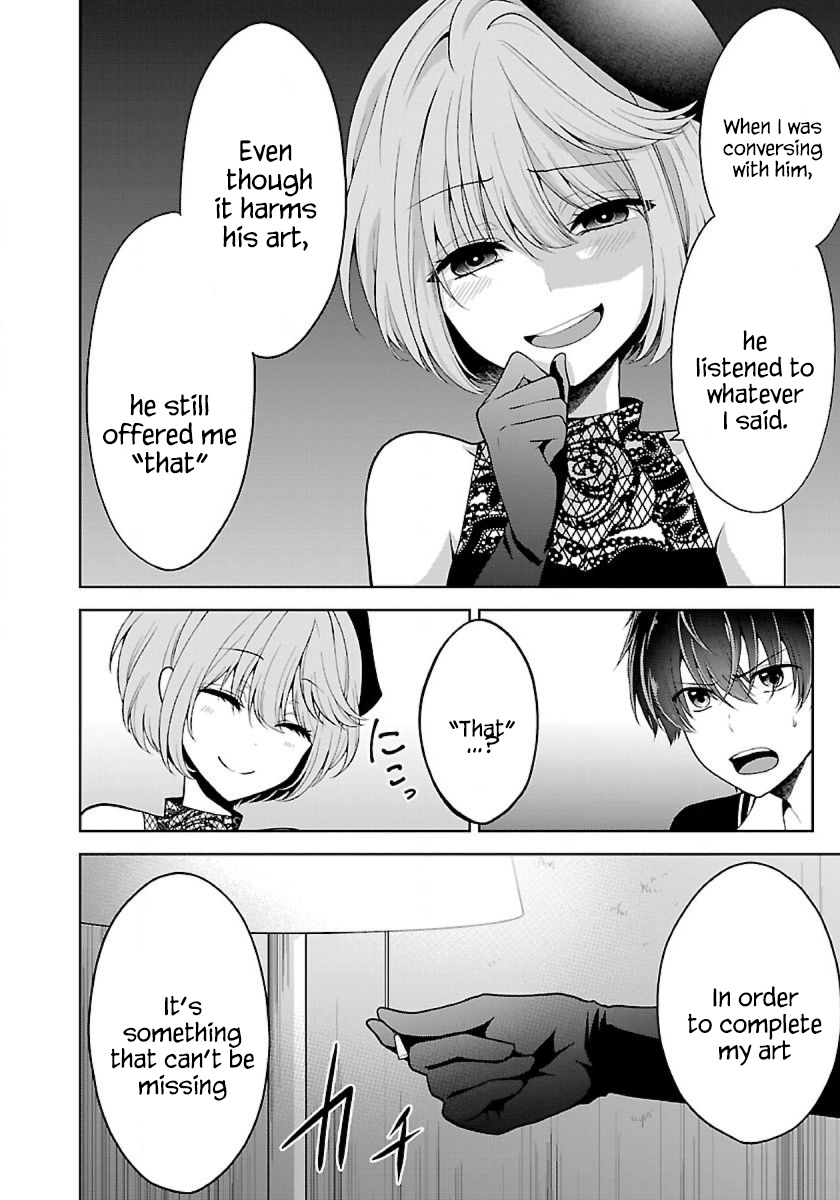 When I was
conversing
with him,
he
listened to
whatever
I said.
Even
though
it harms
his art,
he still
offered me
"that"
"That"
...?
にこっ
In order
to complete
my art
カチ
It's
something
that can't be
missing